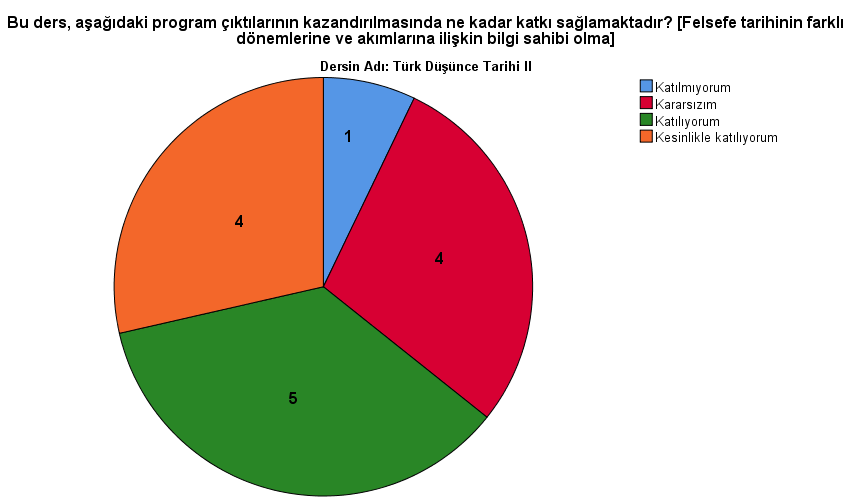 Bu ders, aşağıdaki program çıktılarının kazandırılmasında ne kadar katkı sağlamaktadır? [Felsefe tarihinin farklı
dönemlerine ve akımlarına ilişkin bilgi sahibi olma]
Dersin Adı: Türk Düşünce Tarihi II
Katılmıyorum
Kararsızım
Katılıyorum
Kesinlikle katılıyorum
1
4
4
5